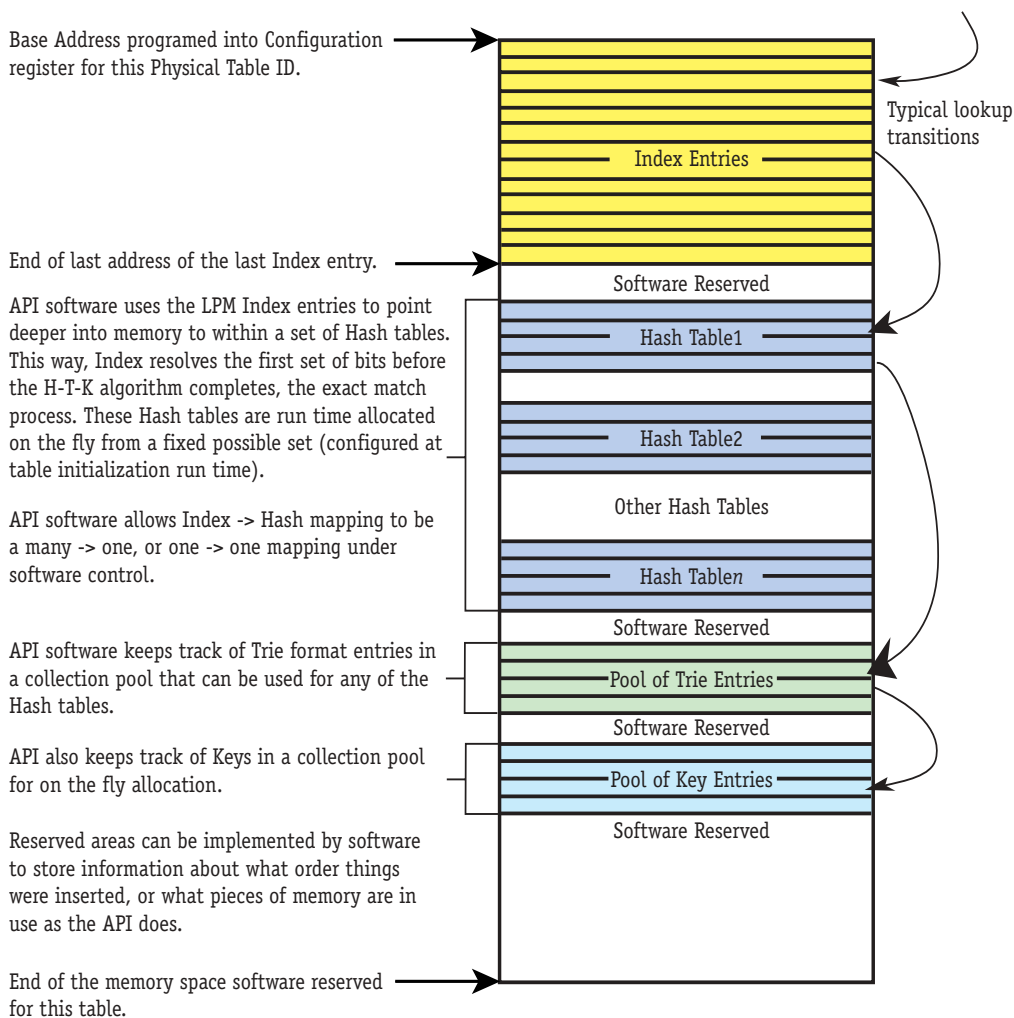 Base Address programed into Configuration
register for this Physical Table ID.
Typical lookup
transitions
Index Entries
End of last address of the last Index entry.
Software Reserved
API software uses the LPM Index entries to point
deeper into memory to within a set of Hash tables.
This way, Index resolves the first set of bits before
the H-T-K algorithm completes, the exact match
process. These Hash tables are run time allocated
on the fly from a fixed possible set (configured at
table initialization run time).
Hash Table1
Hash Table2
Other Hash Tables
API software allows Index -> Hash mapping to be
a many -> one, or one -> one mapping under
software control.
Hash Tablen
Software Reserved
API software keeps track of Trie format entries in
a collection pool that can be used for any of the
Hash tables.
Pool of Trie Entries
Software Reserved
API also keeps track of Keys in a collection pool
for on the fly allocation.
Pool of Key Entries
Software Reserved
Reserved areas can be implemented by software
to store information about what order things
were inserted, or what pieces of memory are in
use as the API does.
End of the memory space software reserved
for this table.